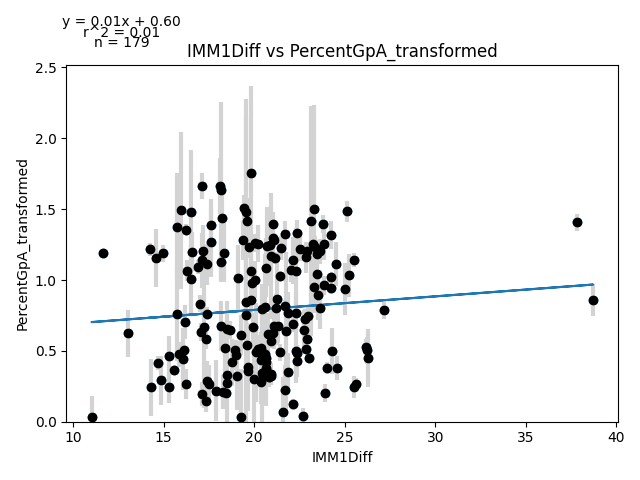 y = 0.01x + 0.60
r^2 = 0.01
n = 179
IMM1Diff vs PercentGpA_transformed
2.5
2.0
1.5
1.0
0.5
0.0
PercentGpA_transformed
10 15 20 25 30 35 40
IMM1Diff